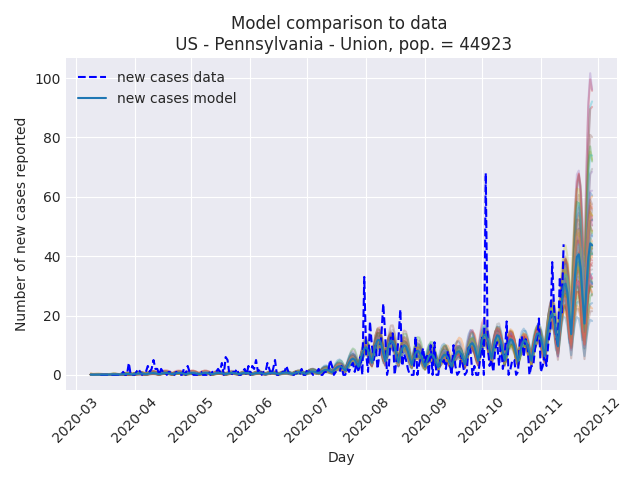 Model comparison to data
US - Pennsylvania - Union, pop. = 44923
new cases data
new cases model
Number of new cases reported
100
80
60
40
20
0
2020-03
2020-04
2020-05
2020-06
2020-07
2020-08
2020-09
2020-10
2020-11
2020-12
Day